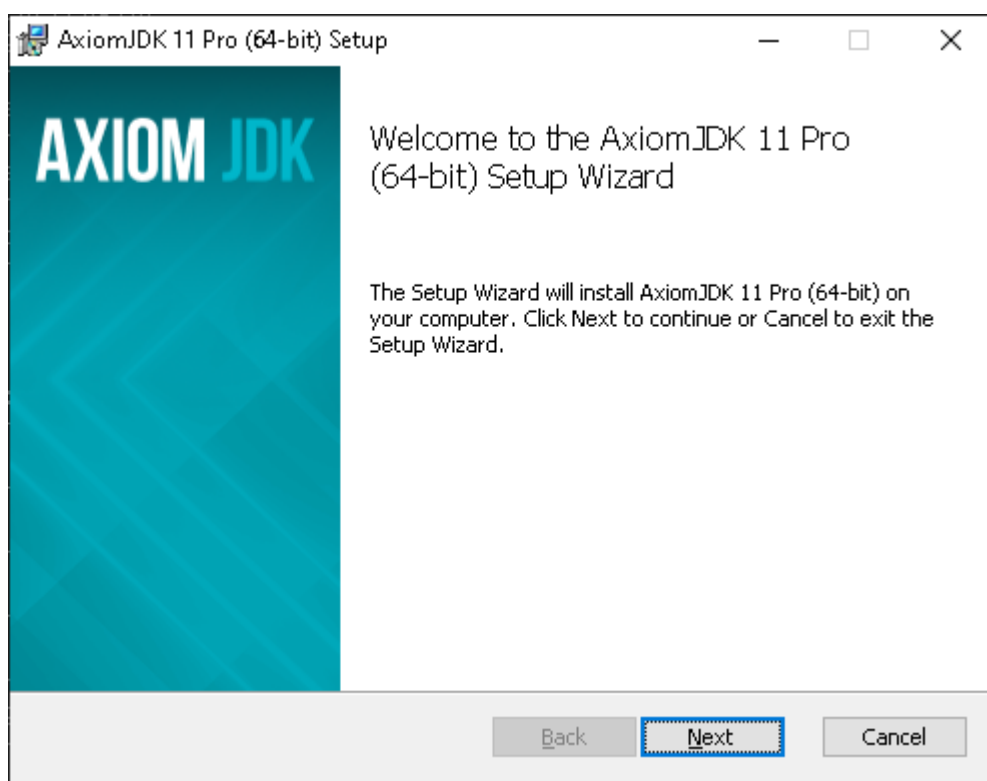 AxiomJDK 11 Pro (64-bit) Setup
AXIOM JDK
Welcome to the AxiomJDK 11 Pro
(64-bit) Setup Wizard
The Setup Wizard will install AxiomJDK 11 Pro (64-bit) on
your computer. Click Next to continue or Cancel to exit the
Setup Wizard.
Back
Next
Cancel